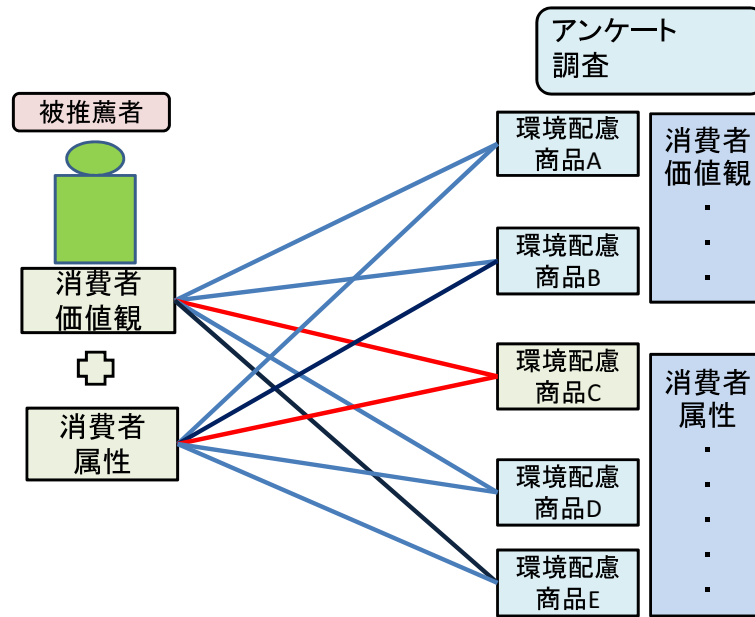 アンケート
調査
被推薦者
消費者
価値観
消費者
属性
環境配慮
商品A
環境配慮
商品B
環境配慮
商品C
環境配慮
商品D
環境配慮
商品E
消費者
価値観
・
・
・
消費者
属性
・
・
・
・
・